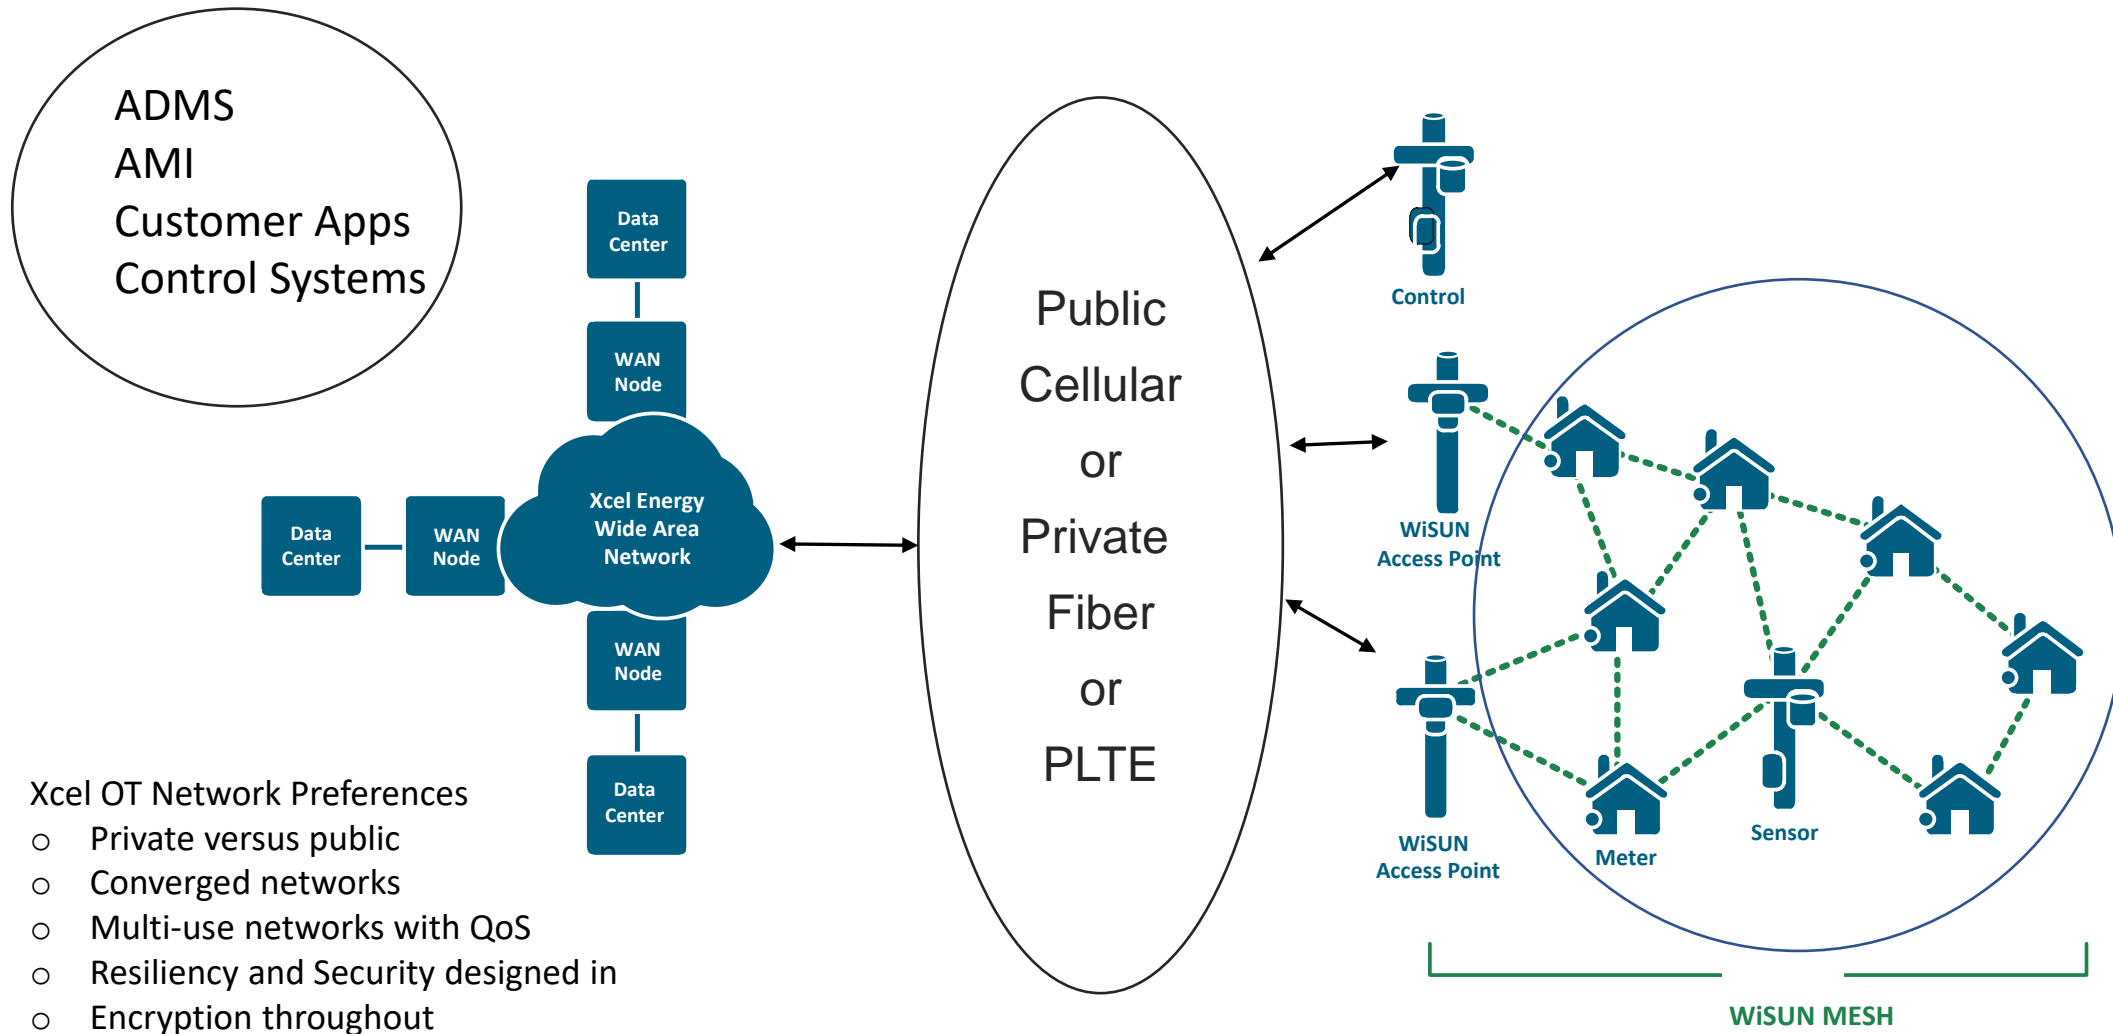 ADMS
AMI
Customer Apps
Control Systems
Data
Center
WAN
Node
Data
Center
WAN
Node
Xcel Energy
Wide Area
Network
WAN
Node
Data
Center
Public
Cellular
or
Private
Fiber
or
PLTE
Control
WiSUN
Access Point
WiSUN
Access Point
Meter
Sensor
WiSUN MESH
Xcel OT Network Preferences
o Private versus public
o Converged networks
o Multi-use networks with QoS
o Resiliency and Security designed in
o Encryption throughout